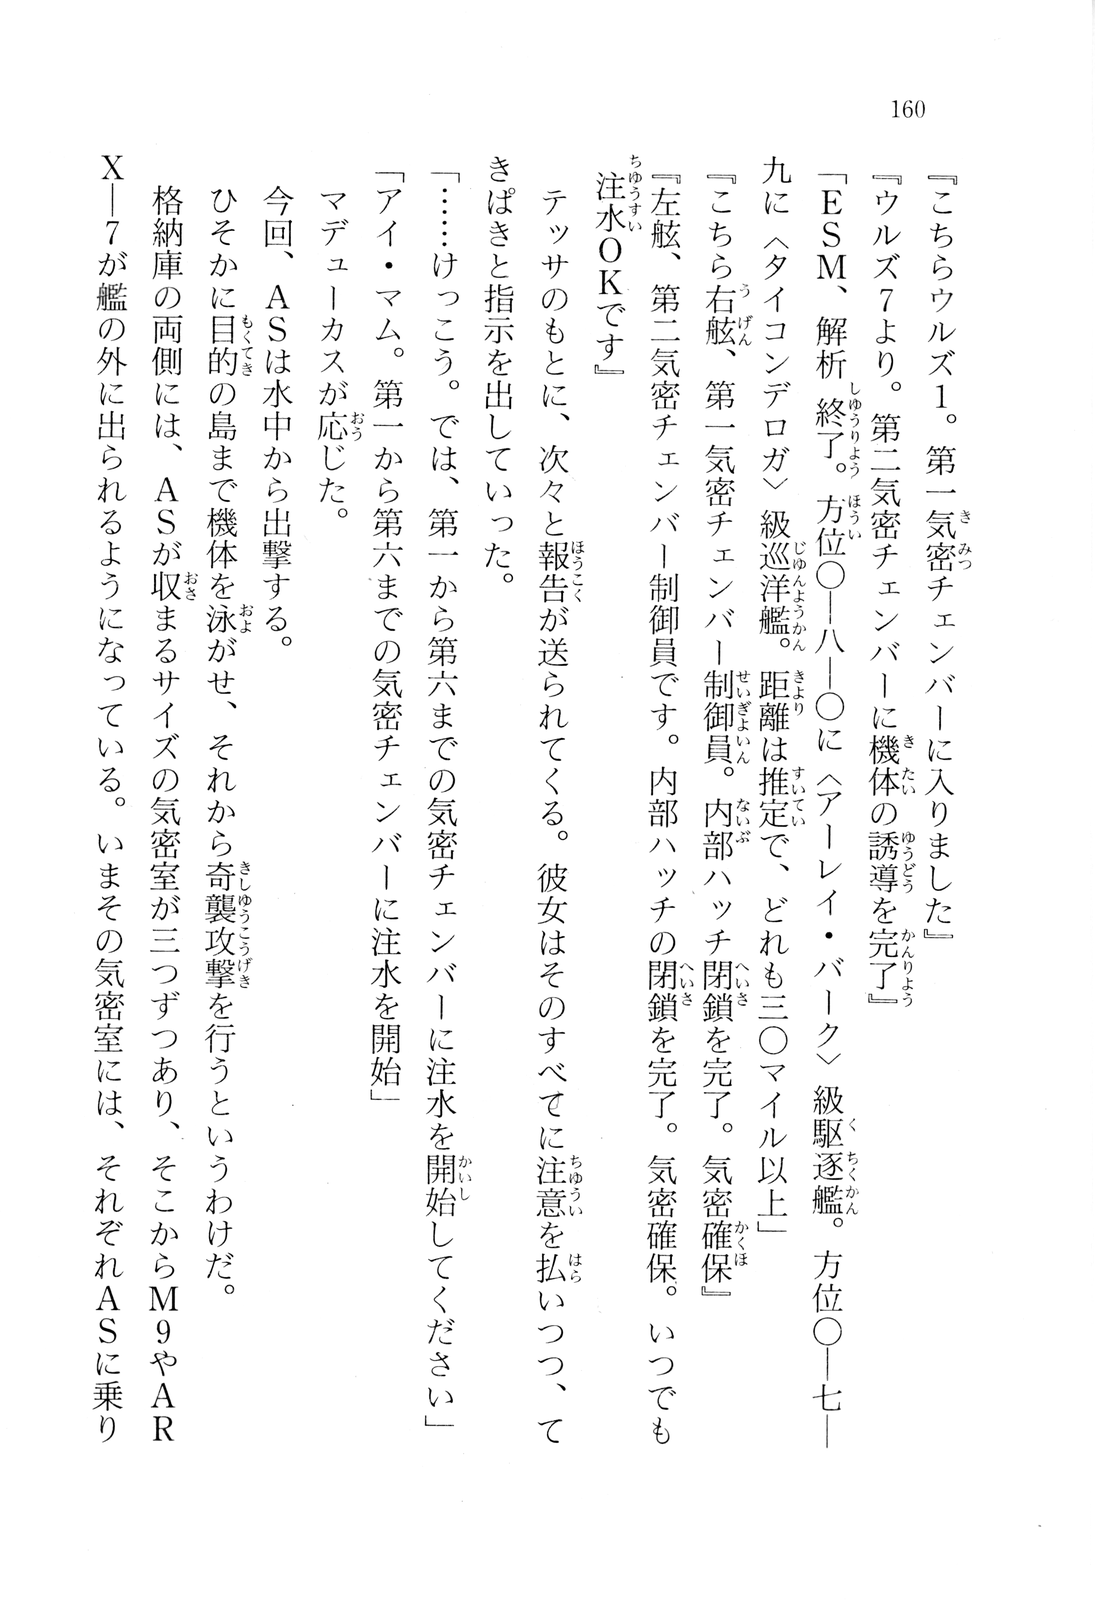 160
『こちらウルズ1。第一気密チェンバーに入りました』
『ウルズ7より。第二気密チェンバーに機体の誘導を完了』
「ESM、解析終了。方位〇―八―〇に〈アーレイ・バーク〉級駆逐艦。方位〇―七―
九に〈タイコンデロガ〉級巡洋艦。距離は推定で、どれも三〇マイル以上」
『こちら右舷、第一気密チェンバー制御員。内部ハッチ閉鎖を完了。気密確保』
『左舷、第二気密チェンバー制御員です。内部ハッチの閉鎖を完了。気密確保。いつでも
注水OKです』
テッサのもとに、次々と報告が送られてくる。彼女はそのすべてに注意を払いつつ、て
きぱきと指示を出していった。
「……けっこう。では、第一から第六までの気密チェンバーに注水を開始してください」
「アイ・マム。第一から第六までの気密チェンバーに注水を開始」
マデューカスが応じた。
今回、ASは水中から出撃する。
ひそかに目的の島まで機体を泳がせ、それから奇襲攻撃を行うというわけだ。
格納庫の両側には、ASが収まるサイズの気密室が三つずつあり、そこからM9やAR
X―7が艦の外に出られるようになっている。いまその気密室には、それぞれASに乗り